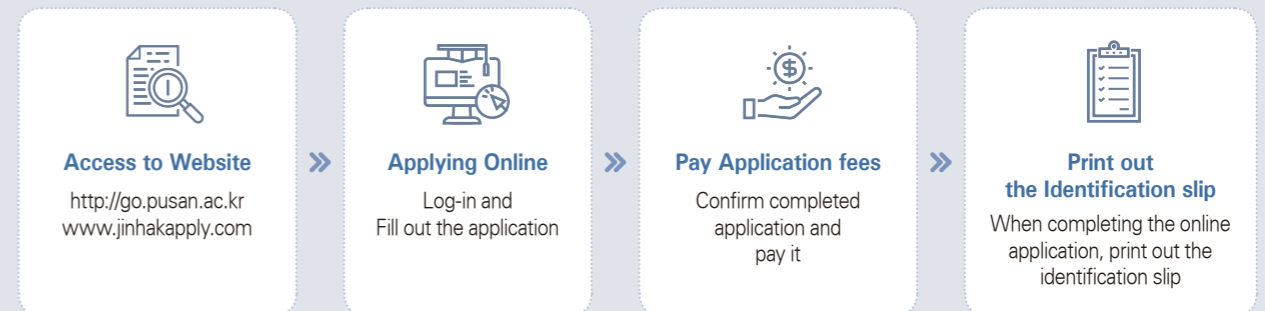 Access to Website
http://go.pusan.ac.kr
www.jinhakapply.com
Applying Online
Log-in and
Fill out the application
Pay Application fees
Confirm completed
application and
pay it
Print out
the Identification slip
When completing the online
application, print out the
identification slip